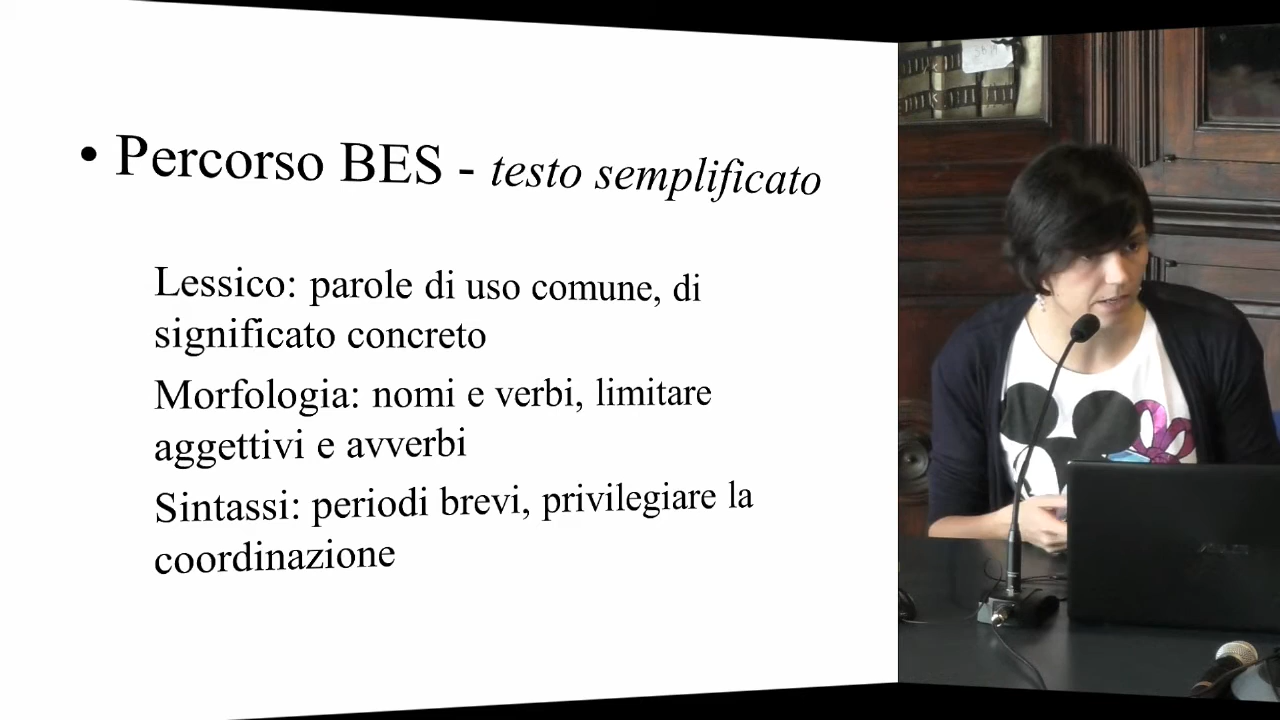 • Percorso BES - testo semplificato
Lessico: parole di uso comune, di
significato concreto
Morfologia: nomi e verbi, limitare
aggettivi e avverbi
Sintassi: periodi brevi, privilegiare la
coordinazione